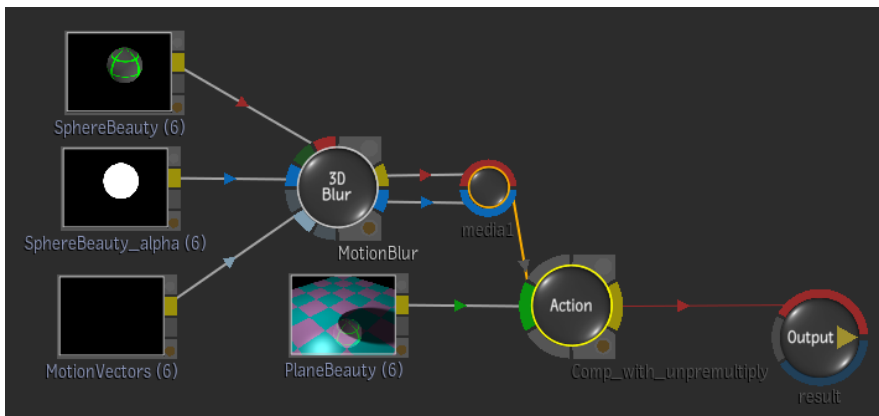 SphereBeauty (6)
3D
Blur
SphereBeauty_alpha (6)
media1
MotionBlur
Action
Output
MotionVectors (6)
PlaneBeauty (6)
Comp_with_unpremultiply
result